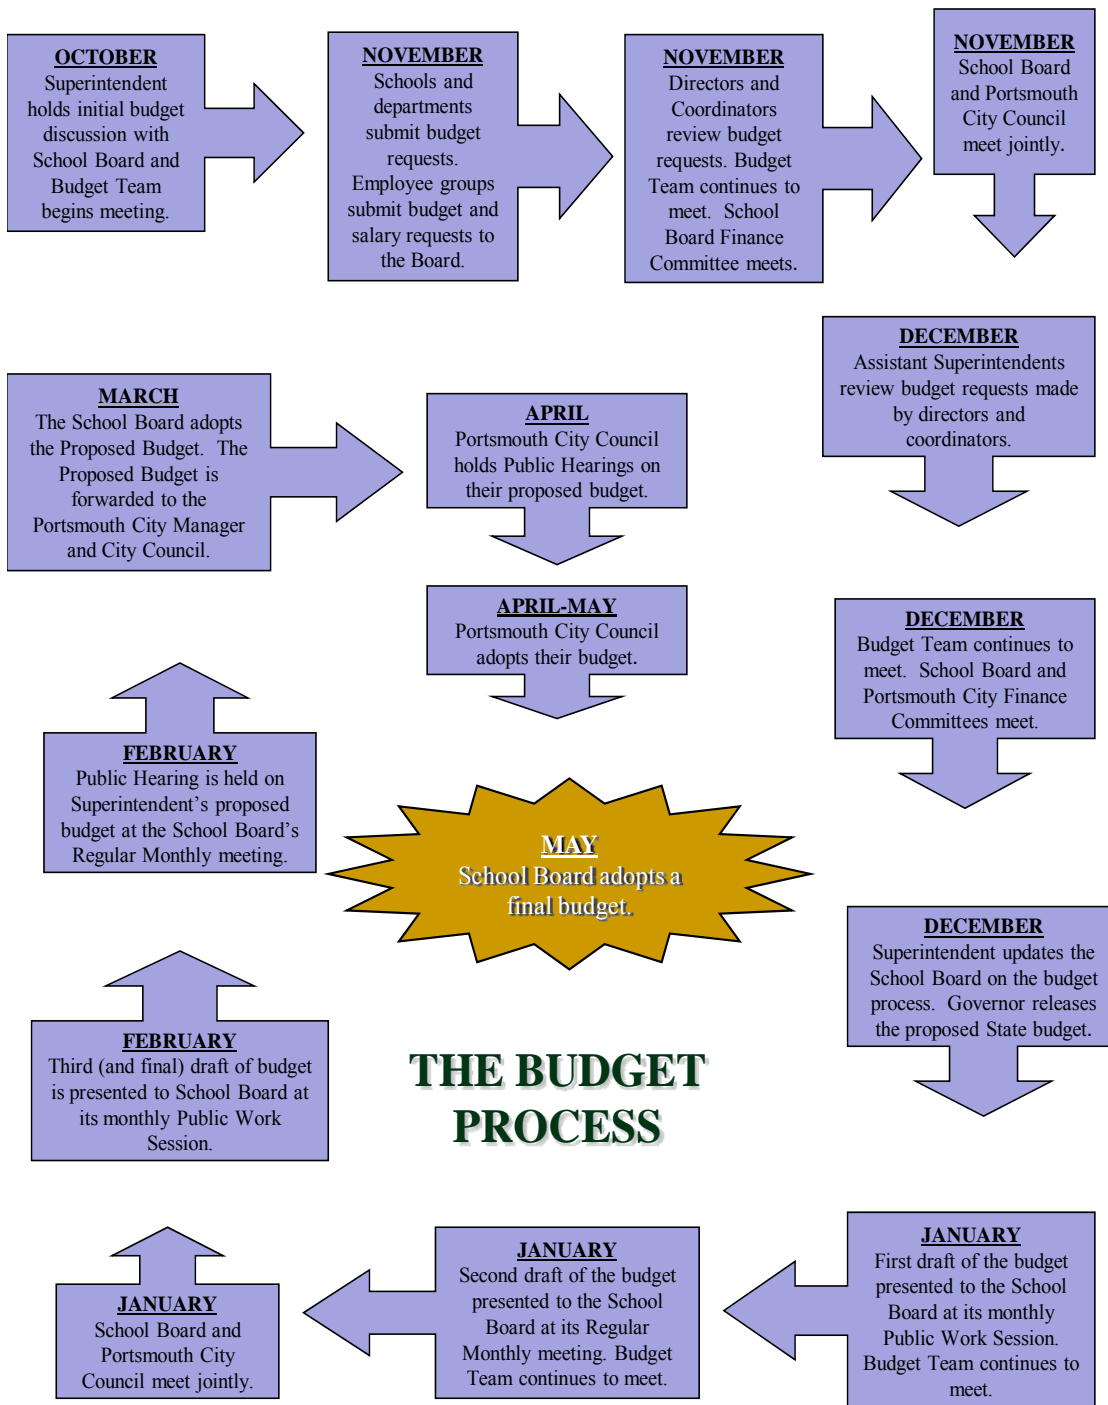 OCTOBER
Superintendent
holds initial budget
discussion with
School Board and
Budget Team
begins meeting.
NOVEMBER
Schools and
departments
submit budget
requests.
Employee groups
submit budget and
salary requests to
the Board.
NOVEMBER
Directors and
Coordinators
review budget
requests. Budget
Team continues to
meet.  School
Board Finance
Committee meets.
NOVEMBER
School Board
and Portsmouth
City Council
meet jointly.
DECEMBER
Assistant Superintendents
review budget requests made
by directors and
coordinators.
DECEMBER
Budget Team continues to
meet.  School Board and
Portsmouth City Finance
Committees meet.
DECEMBER
Superintendent updates the
School Board on the budget
process.  Governor releases
the proposed State budget.
JANUARY
First draft of the budget
presented to the School
Board at its monthly
Public Work Session.
Budget Team continues to
meet.
JANUARY
Second draft of the budget
presented to the School
Board at its Regular
Monthly meeting. Budget
Team continues to meet.
JANUARY
School Board and
Portsmouth City
Council meet jointly.
FEBRUARY
Third (and final) draft of budget
is presented to School Board at
its monthly Public Work
Session.
FEBRUARY
Public Hearing is held on
Superintendent’s proposed
budget at the School Board’s
Regular Monthly meeting.
MARCH
The School Board adopts
the Proposed Budget.  The
Proposed Budget is
forwarded to the
Portsmouth City Manager
and City Council.
APRIL
Portsmouth City Council
holds Public Hearings on
their proposed budget.
APRIL-MAY
Portsmouth City Council
adopts their budget.
MAY
School Board adopts a
final budget.
THE BUDGET
PROCESS